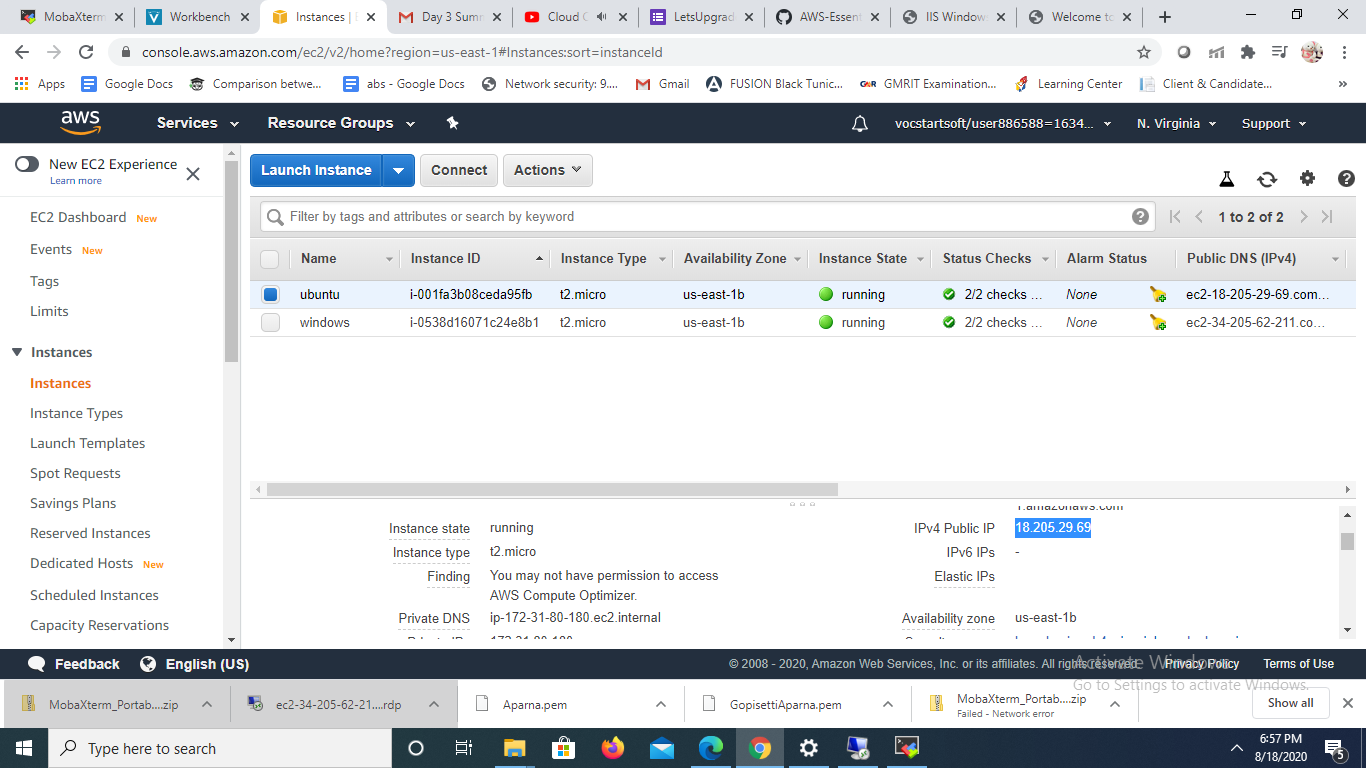 MobaXterm
Workbench
Instances | E
Day 3 Summ
Cloud C
LetsUpgrad
AWS-Essent
IIS Windows
Welcome to
console.aws.amazon.com/ec2/v2/home?region=us-east-1#Instances:sort=instanceId
Apps
Google Docs
Comparison betwe...
abs - Google Docs
Network security: 9....
Gmail
FUSION Black Tunic...
GMRIT Examination...
Learning Center
Client & Candidate...
aws
Services
Resource Groups
vocstartsoft/user886588=1634...
N. Virginia
Support
New EC2 Experience
Learn more
EC2 Dashboard New
Events New
Tags
Limits
Instances
Instances
Instance Types
Launch Templates
Spot Requests
Savings Plans
Reserved Instances
Dedicated Hosts New
Scheduled Instances
Capacity Reservations
Launch Instance
Connect
Actions
Filter by tags and attributes or search by keyword
1 to 2 of 2
Name Instance ID Instance Type Availability Zone Instance State Status Checks Alarm Status Public DNS (IPv4)
ubuntu i-001fa3b08ceda95fb t2.micro us-east-1b running 2/2 checks ... None ec2-18-205-29-69.com...
windows i-0538d16071c24e8b1 t2.micro us-east-1b running 2/2 checks ... None ec2-34-205-62-211.co...
1.amazonaws.com
Instance state running IPv4 Public IP 18.205.29.69
Instance type t2.micro IPv6 IPs -
Finding You may not have permission to access Elastic IPs
AWS Compute Optimizer.
Private DNS ip-172-31-80-180.ec2.internal Availability zone us-east-1b
172.31.80.180
Feedback
English (US)
© 2008 - 2020, Amazon Web Services, Inc. or its affiliates. All rights reserved.
Privacy Policy
Terms of Use
Activate Windows
Go to Settings to activate Windows.
MobaXterm_Portab....zip
ec2-34-205-62-21....rdp
Aparna.pem
GopisettiAparna.pem
MobaXterm_Portab....zip
Failed - Network error
Show all
Type here to search
6:57 PM
8/18/2020
5